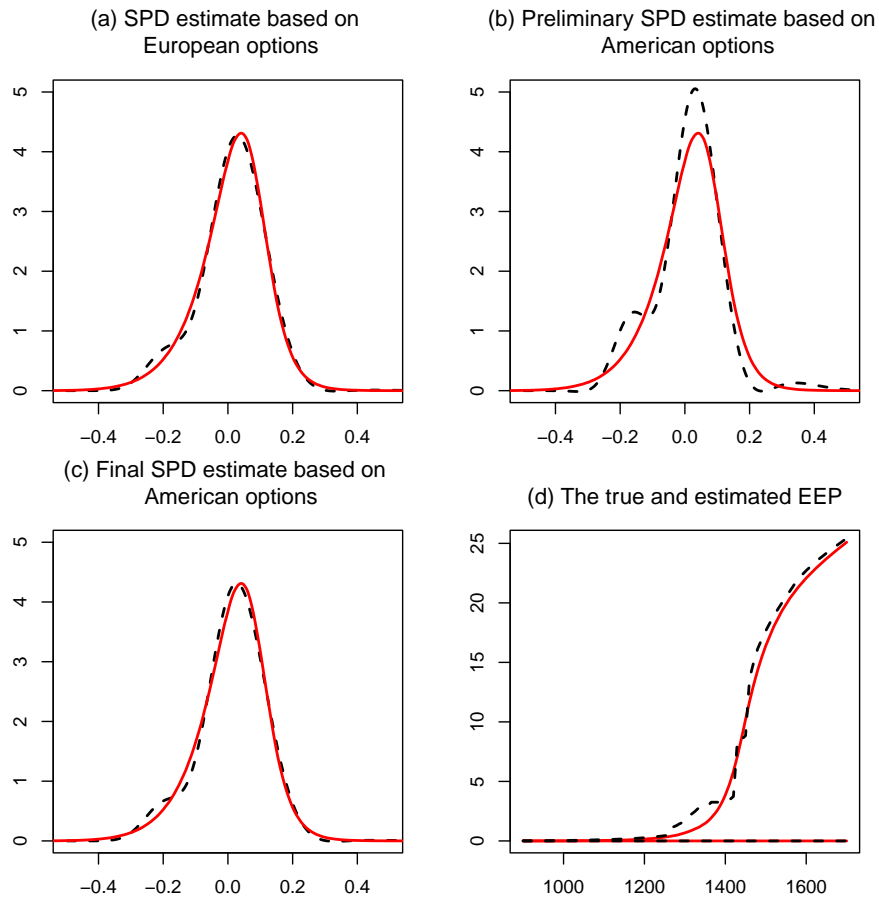 (a) SPD estimate based on
European options
0 1 2 3 4 5
−0.4 −0.2 0.0 0.2 0.4
(b) Preliminary SPD estimate based on
American options
0 1 2 3 4 5
−0.4 −0.2 0.0 0.2 0.4
(c) Final SPD estimate based on
American options
0 1 2 3 4 5
−0.4 −0.2 0.0 0.2 0.4
(d) The true and estimated EEP
0 5 10 15 20 25
1000 1200 1400 1600